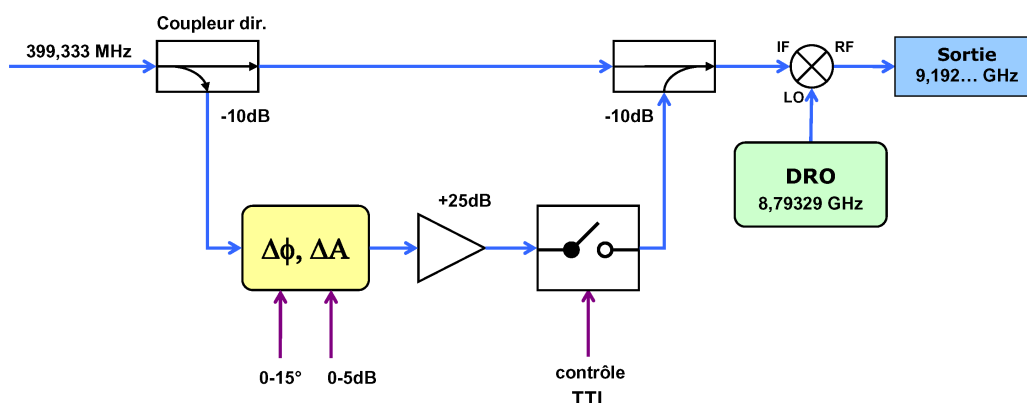 Coupleur dir.
399,333 MHz
IF
RF
LO
Sortie
9,192… GHz
-10dB
-10dB
DRO
8,79329 GHz
+25dB
Δϕ, ΔA
0-15°
0-5dB
contrôle
TTL